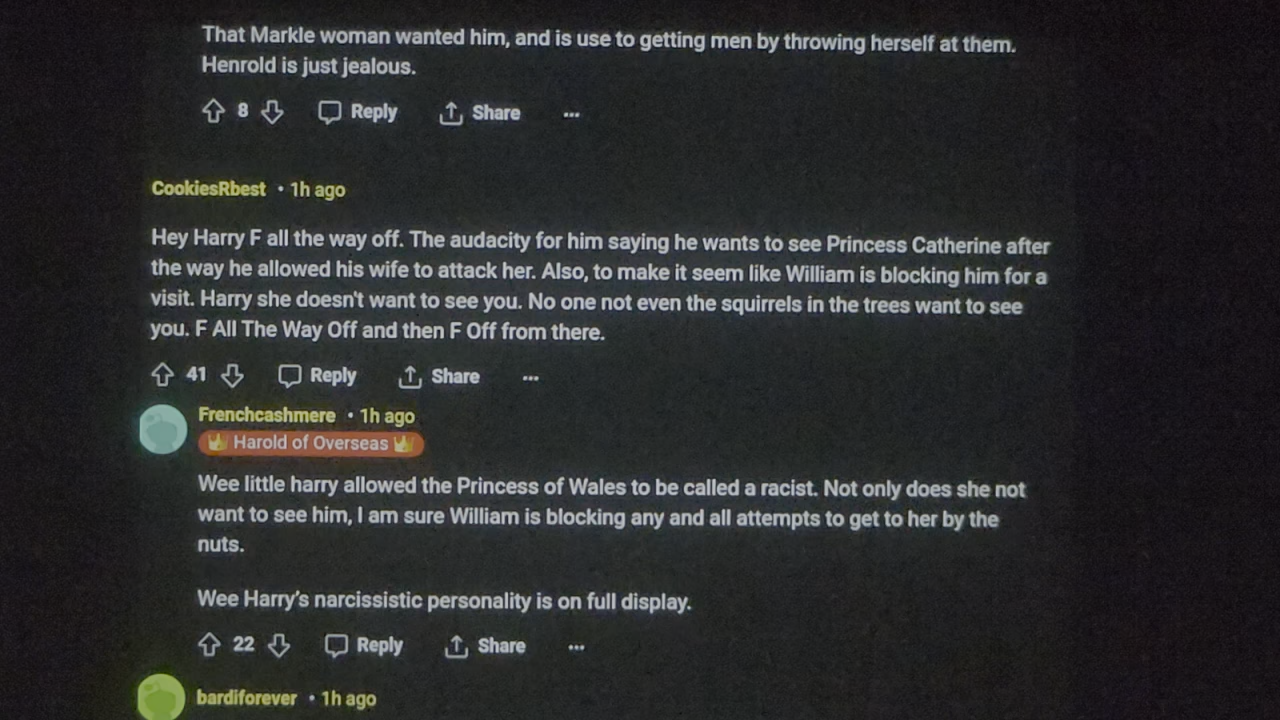 That Markle woman wanted him, and is use to getting men by throwing herself at them.
Henrold is just jealous.
8 Reply Share ...
CookiesRbest • 1h ago
Hey Harry F all the way off. The audacity for him saying he wants to see Princess Catherine after
the way he allowed his wife to attack her. Also, to make it seem like William is blocking him for a
visit. Harry she doesn't want to see you. No one not even the squirrels in the trees want to see
you. F All The Way Off and then F Off from there.
41 Reply Share ...
Frenchcashmere • 1h ago
👑 Harold of Overseas 👑
Wee little harry allowed the Princess of Wales to be called a racist. Not only does she not
want to see him, I am sure William is blocking any and all attempts to get to her by the
nuts.
Wee Harry’s narcissistic personality is on full display.
22 Reply Share ...
bardiforever • 1h ago